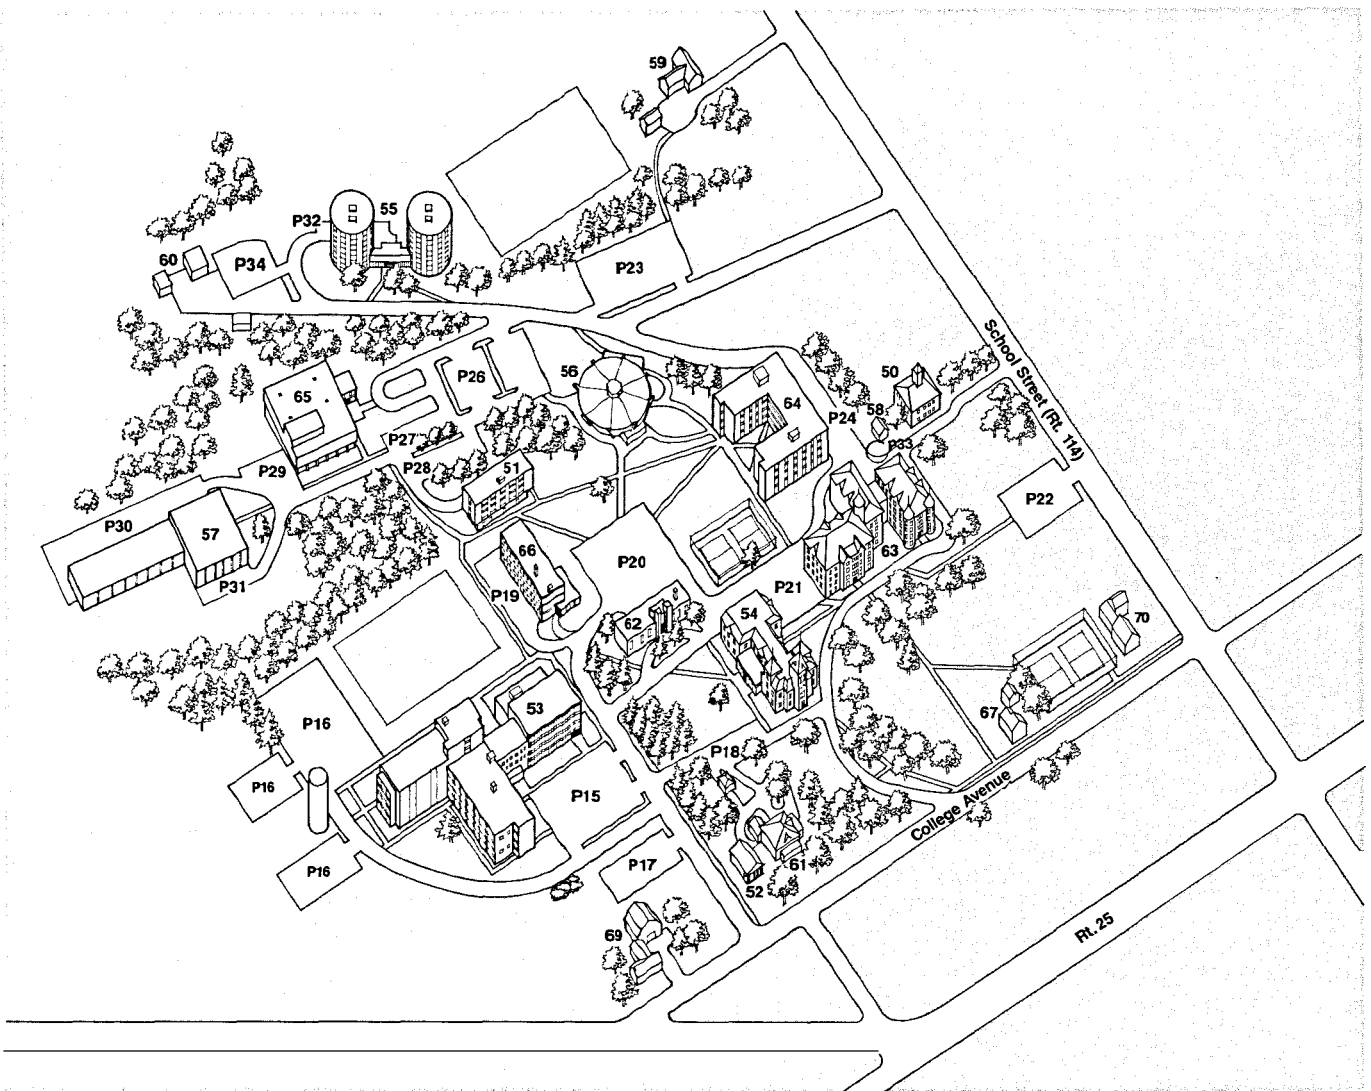 59
P32
55
60
P34
P23
School Street (Rt. 114)
56
P26
50
65
64
58
P24
P27
P33
P29
P28
51
P22
P30
57
66
P20
63
P31
P19
P21
62
54
70
P16
53
67
P18
P16
P15
College Avenue
P16
P17
61
52
69
Rt. 25